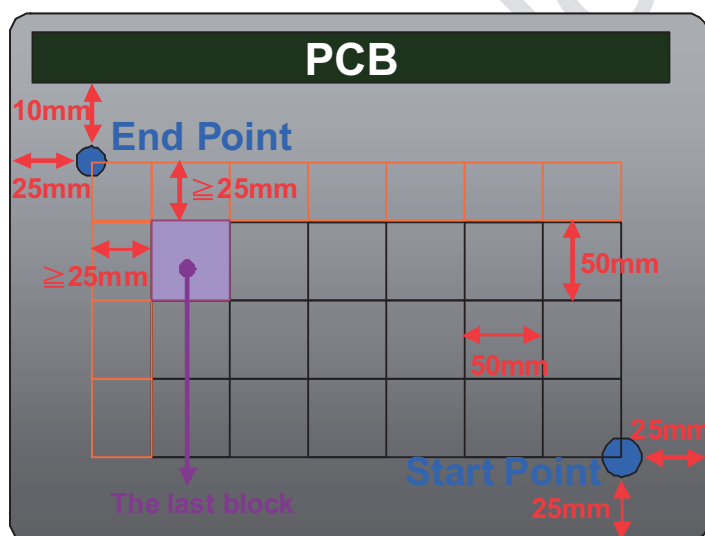 PCB
10mm
End Point
25mm
≧25mm
≧25mm
50mm
50mm
25mm
Start Point
The last block
25mm